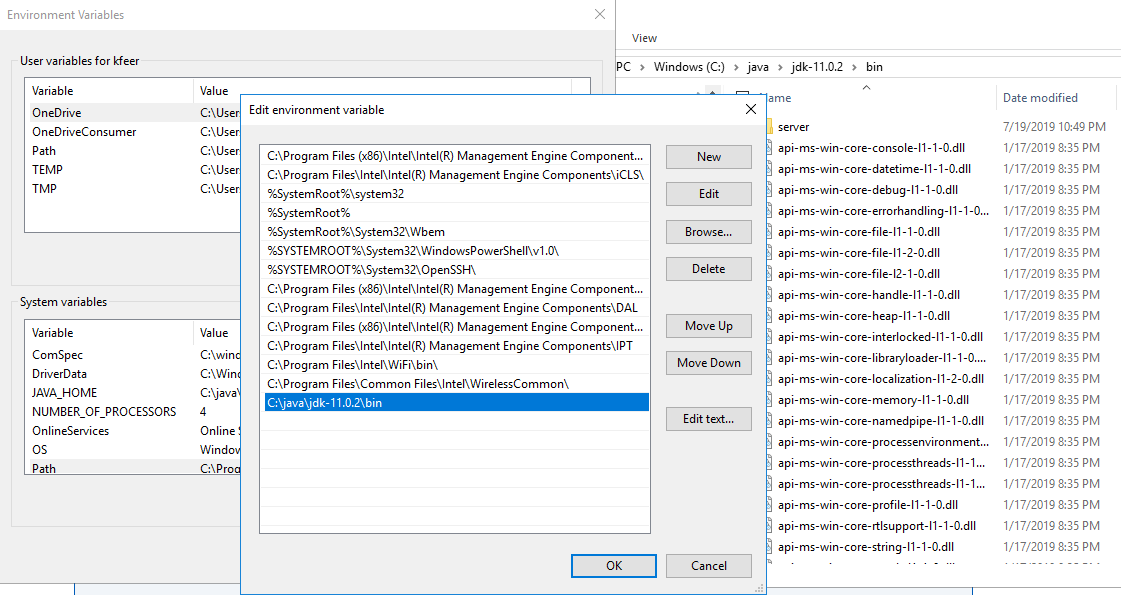 Environment Variables
User variables for kfeer
Variable Value
OneDrive C:\User
OneDriveConsumer C:\User
Path C:\User
TEMP C:\User
TMP C:\User
System variables
Variable Value
ComSpec C:\wind
DriverData C:\Wind
JAVA_HOME C:\java\
NUMBER_OF_PROCESSORS 4
OnlineServices Online
OS Window
Path C:\Prog
Edit environment variable
C:\Program Files (x86)\Intel\Intel(R) Management Engine Component...
C:\Program Files\Intel\Intel(R) Management Engine Components\iCLS\
%SystemRoot%\system32
%SystemRoot%
%SystemRoot%\System32\Wbem
%SYSTEMROOT%\System32\WindowsPowerShell\v1.0\
%SYSTEMROOT%\System32\OpenSSH\
C:\Program Files (x86)\Intel\Intel(R) Management Engine Component...
C:\Program Files\Intel\Intel(R) Management Engine Components\DAL
C:\Program Files (x86)\Intel\Intel(R) Management Engine Component...
C:\Program Files\Intel\Intel(R) Management Engine Components\IPT
C:\Program Files\Intel\WiFi\bin\
C:\Program Files\Common Files\Intel\WirelessCommon\
C:\java\jdk-11.0.2\bin
New
Edit
Browse...
Delete
Move Up
Move Down
Edit text...
OK Cancel
View
PC > Windows (C:) > java > jdk-11.0.2 > bin
ame Date modified
server 7/19/2019 10:49 PM
api-ms-win-core-console-l1-1-0.dll 1/17/2019 8:35 PM
api-ms-win-core-datetime-l1-1-0.dll 1/17/2019 8:35 PM
api-ms-win-core-debug-l1-1-0.dll 1/17/2019 8:35 PM
api-ms-win-core-errorhandling-l1-1-0... 1/17/2019 8:35 PM
api-ms-win-core-file-l1-1-0.dll 1/17/2019 8:35 PM
api-ms-win-core-file-l1-2-0.dll 1/17/2019 8:35 PM
api-ms-win-core-file-l2-1-0.dll 1/17/2019 8:35 PM
api-ms-win-core-handle-l1-1-0.dll 1/17/2019 8:35 PM
api-ms-win-core-heap-l1-1-0.dll 1/17/2019 8:35 PM
api-ms-win-core-interlocked-l1-1-0.dll 1/17/2019 8:35 PM
api-ms-win-core-libraryloader-l1-1-0.... 1/17/2019 8:35 PM
api-ms-win-core-localization-l1-2-0.dll 1/17/2019 8:35 PM
api-ms-win-core-memory-l1-1-0.dll 1/17/2019 8:35 PM
api-ms-win-core-namedpipe-l1-1-0.dll 1/17/2019 8:35 PM
api-ms-win-core-processenvironment... 1/17/2019 8:35 PM
api-ms-win-core-processthreads-l1-1... 1/17/2019 8:35 PM
api-ms-win-core-processthreads-l1-1... 1/17/2019 8:35 PM
api-ms-win-core-profile-l1-1-0.dll 1/17/2019 8:35 PM
api-ms-win-core-rtlsupport-l1-1-0.dll 1/17/2019 8:35 PM
api-ms-win-core-string-l1-1-0.dll 1/17/2019 8:35 PM